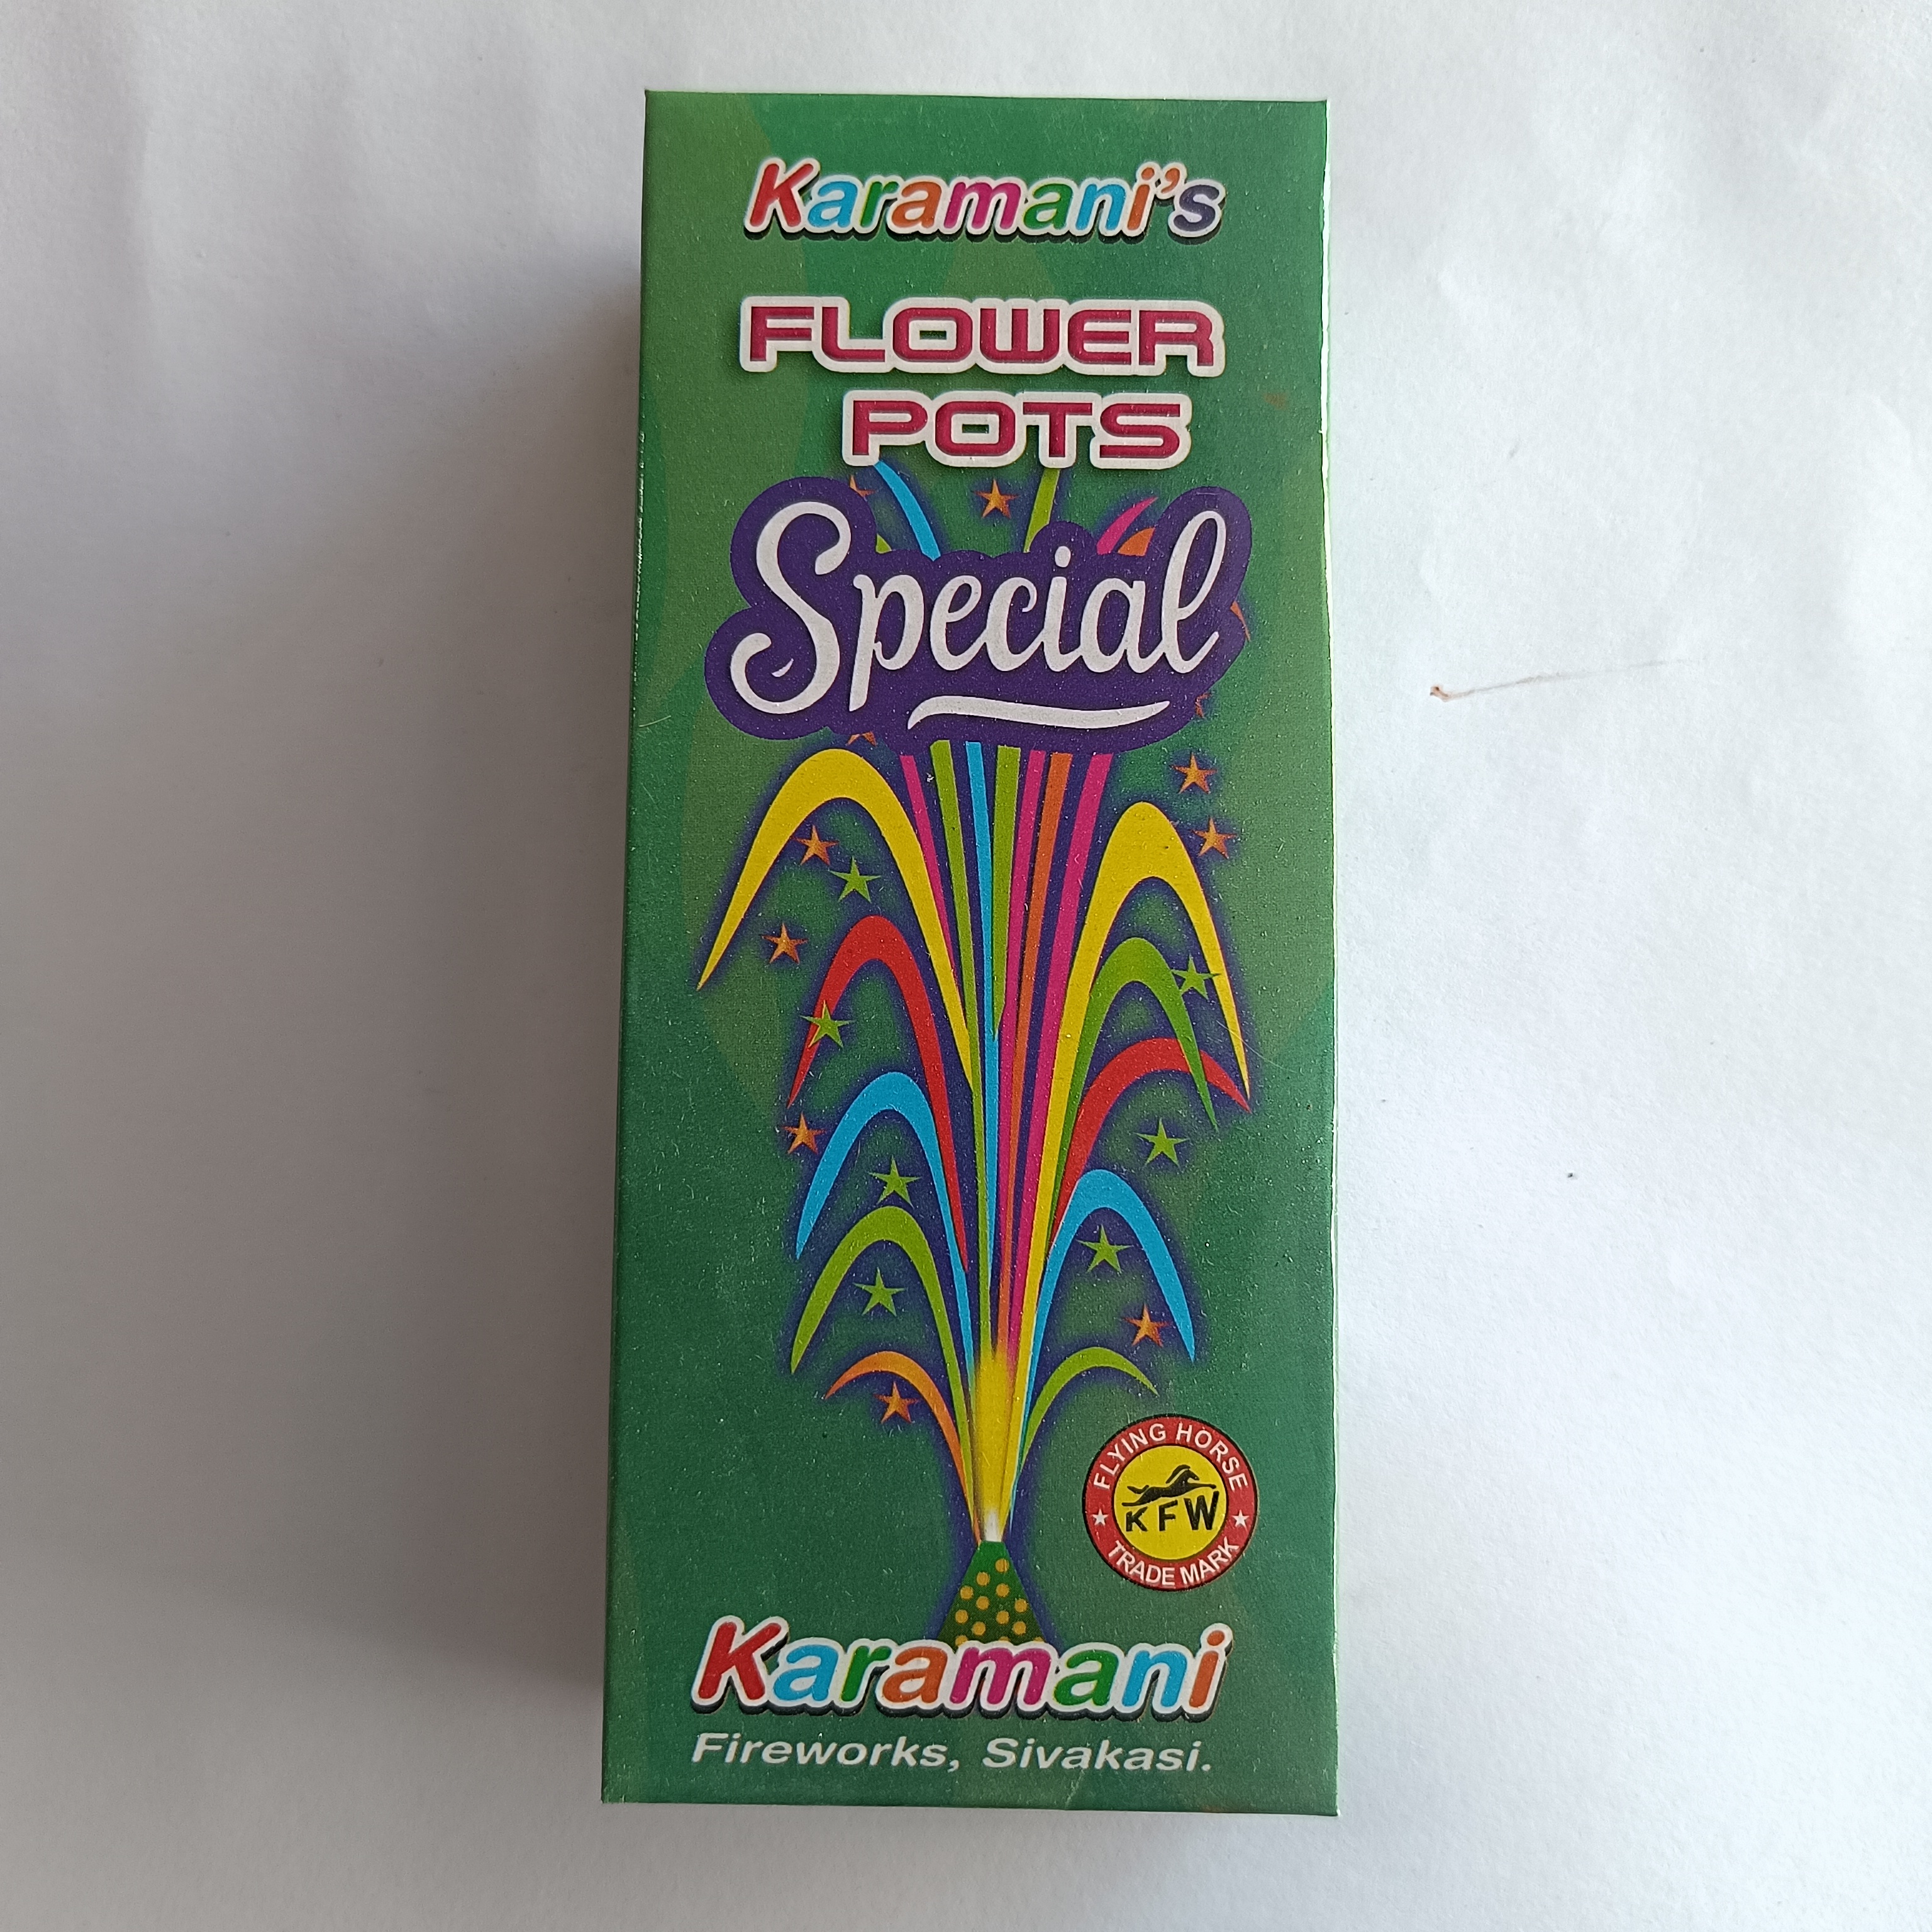 Karamani's
FLOWER
POTS
Special
FLYING HORSE
KFW
TRADE MARK
Karamani
Fireworks, Sivakasi.